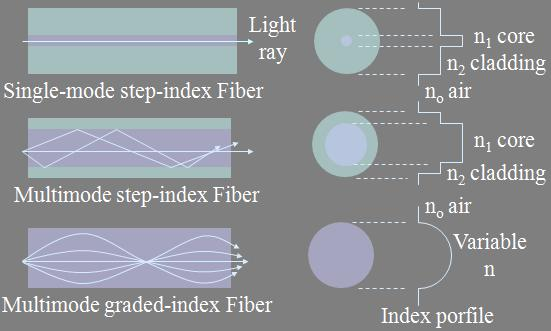 Light
ray
n1 core
n2 cladding
Single-mode step-index Fiber
no air
n1 core
n2 cladding
Multimode step-index Fiber
no air
Variable
n
Multimode graded-index Fiber
Index porfile